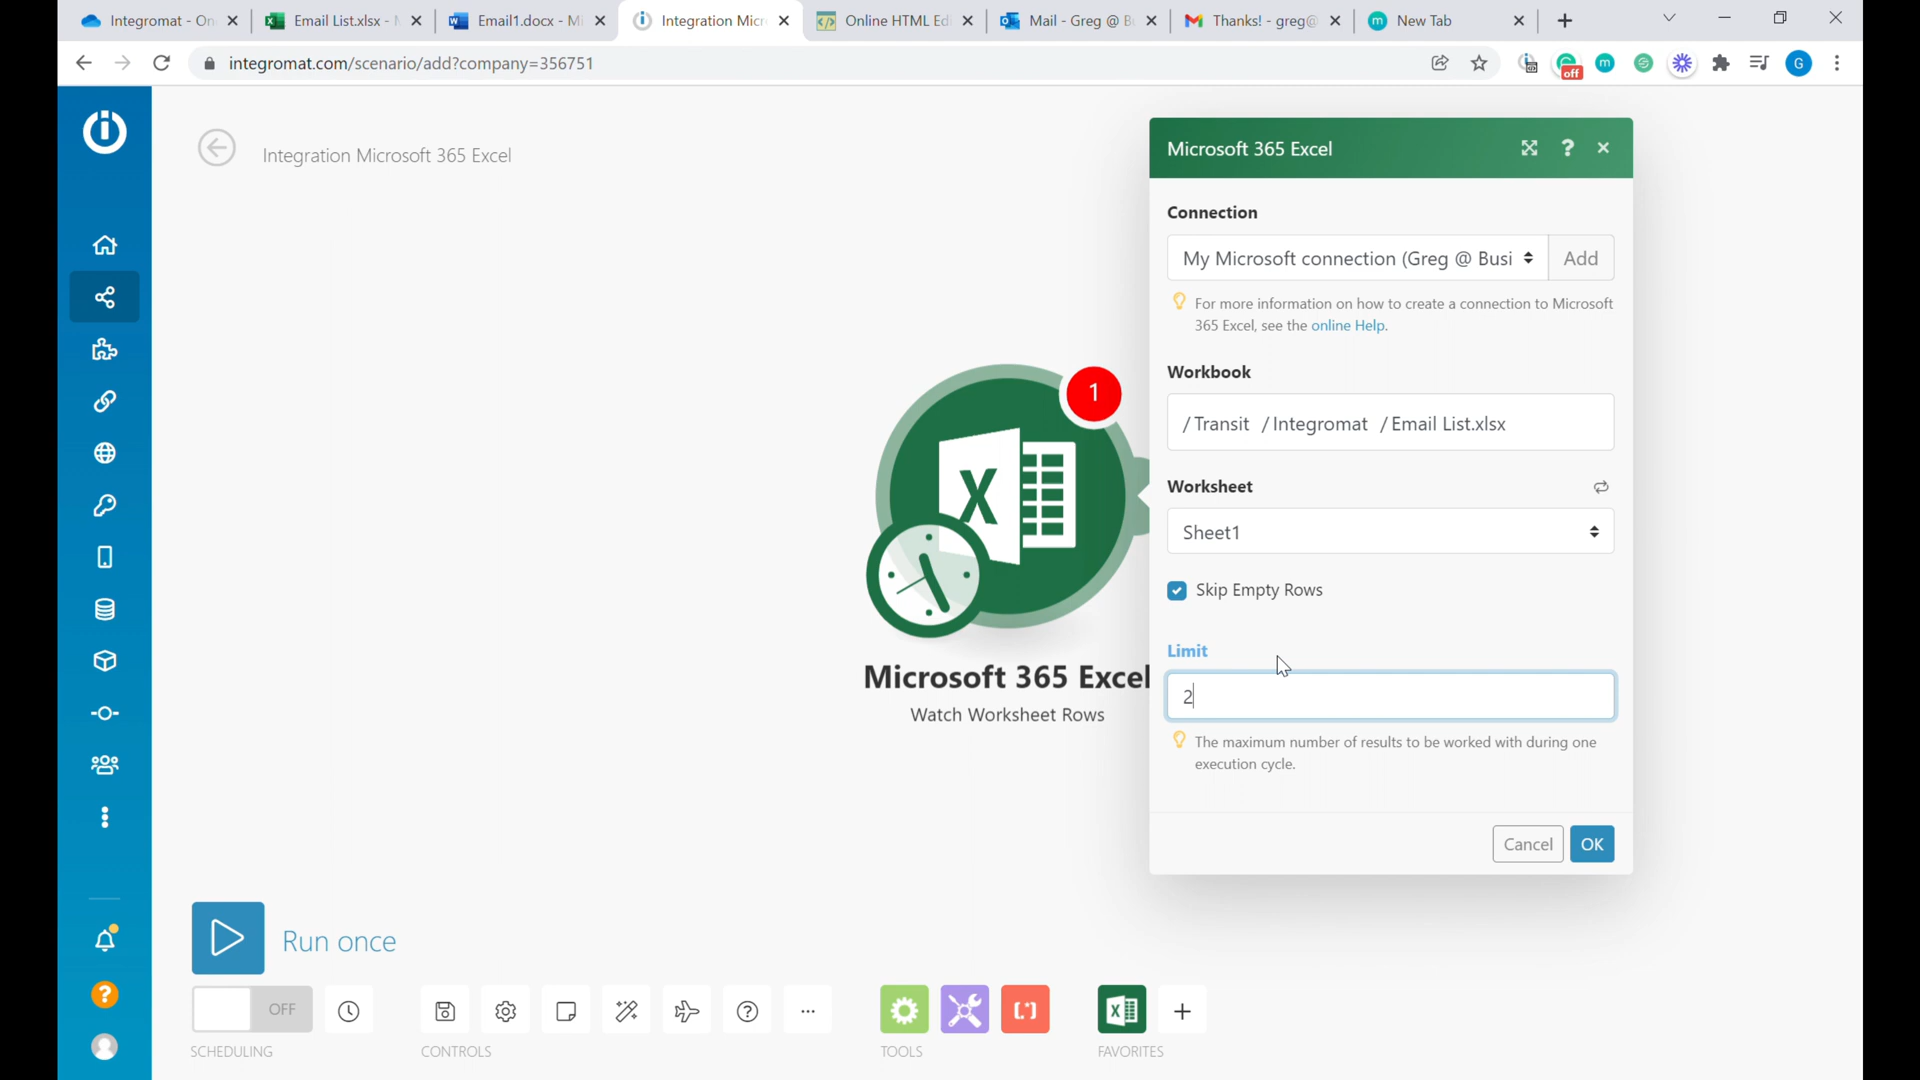 Integromat - On
Email List.xlsx - M
Email1.docx - Mi
Integration Micr
Online HTML Ed
Mail - Greg @ B
Thanks! - greg@
New Tab
integromat.com/scenario/add?company=356751
off
G
Integration Microsoft 365 Excel
Microsoft 365 Excel
Connection
My Microsoft connection (Greg @ Busi
Add
For more information on how to create a connection to Microsoft
365 Excel, see the online Help.
Workbook
/ Transit / Integromat / Email List.xlsx
Worksheet
Sheet1
Skip Empty Rows
Limit
2
The maximum number of results to be worked with during one
execution cycle.
Cancel
OK
1
X
Microsoft 365 Excel
Watch Worksheet Rows
Run once
OFF
SCHEDULING
CONTROLS
TOOLS
FAVORITES